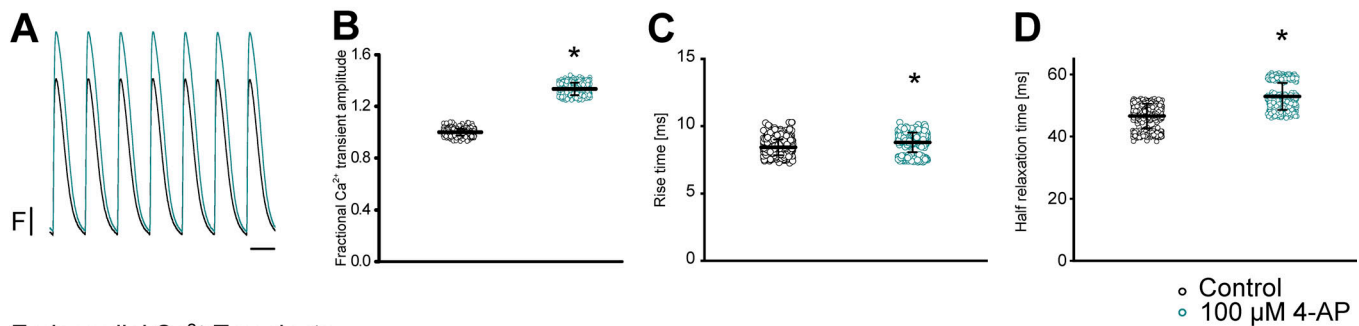 A
F
B
Fractional Ca²⁺ transient amplitude
1.6
1.2
0.8
0.4
0.0
*
C
Rise time [ms]
15
10
5
0
*
D
Half relaxation time [ms]
60
40
20
0
*
Control
100 µM 4-AP